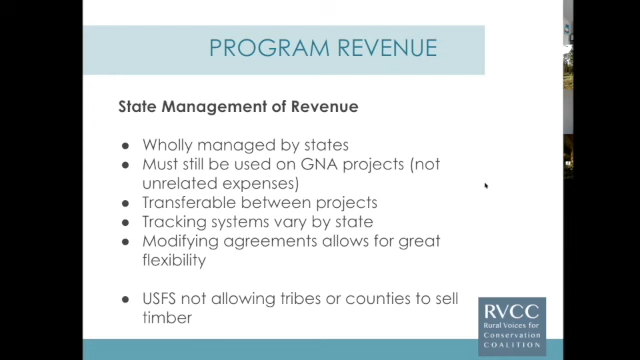 PROGRAM REVENUE
State Management of Revenue
● Wholly managed by states
● Must still be used on GNA projects (not
unrelated expenses)
● Transferable between projects
● Tracking systems vary by state
● Modifying agreements allows for great
flexibility
● USFS not allowing tribes or counties to sell
timber
RVCC
Rural Voices for
Conservation
COALITION